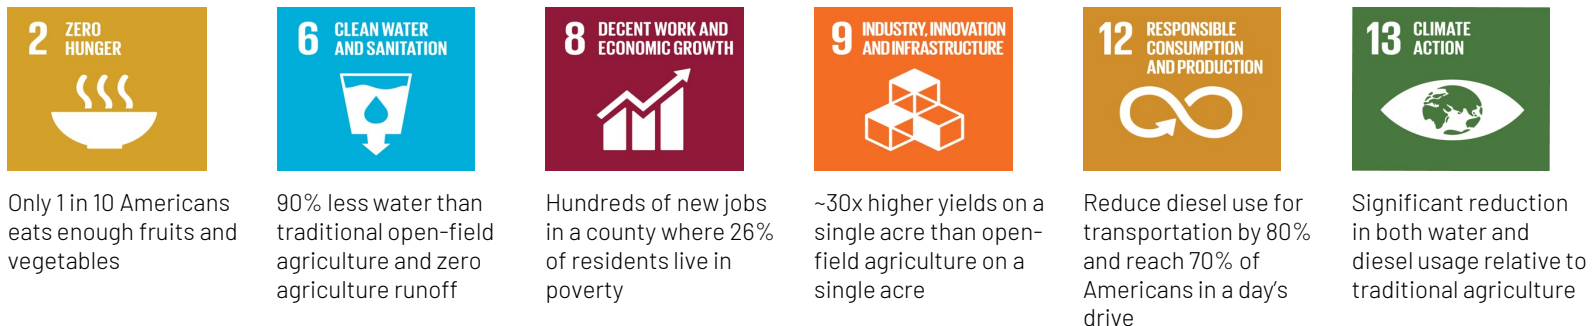 2 ZERO
HUNGER
Only 1 in 10 Americans
eats enough fruits and
vegetables
6 CLEAN WATER
AND SANITATION
90% less water than
traditional open-field
agriculture and zero
agriculture runoff
8 DECENT WORK AND
ECONOMIC GROWTH
Hundreds of new jobs
in a county where 26%
of residents live in
poverty
9 INDUSTRY, INNOVATION
AND INFRASTRUCTURE
~30x higher yields on a
single acre than open-
field agriculture on a
single acre
12 RESPONSIBLE
CONSUMPTION
AND PRODUCTION
Reduce diesel use for
transportation by 80%
and reach 70% of
Americans in a day’s
drive
13 CLIMATE
ACTION
Significant reduction
in both water and
diesel usage relative to
traditional agriculture